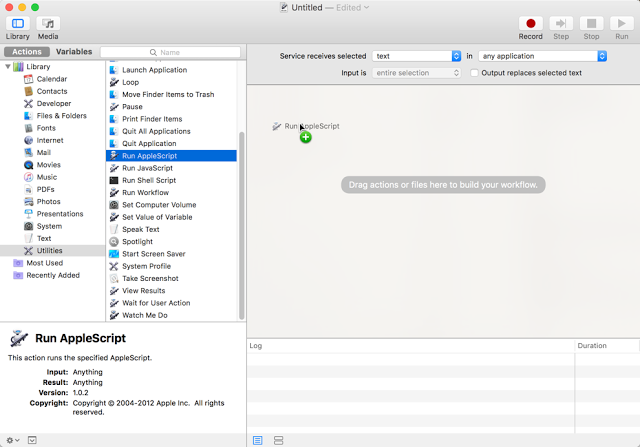 Untitled — Edited
Library
Media
Record
Step
Stop
Run
Actions
Variables
Name
Service receives selected
text
in
any application
Input is
entire selection
Output replaces selected text
Library
Calendar
Contacts
Developer
Files & Folders
Fonts
Internet
Mail
Movies
Music
PDFs
Photos
Presentations
System
Text
Utilities
Most Used
Recently Added
Launch Application
Loop
Move Finder Items to Trash
Pause
Print Finder Items
Quit All Applications
Quit Application
Run AppleScript
Run JavaScript
Run Shell Script
Run Workflow
Set Computer Volume
Set Value of Variable
Speak Text
Spotlight
Start Screen Saver
System Profile
Take Screenshot
View Results
Wait for User Action
Watch Me Do
Run AppleScript
Drag actions or files here to build your workflow.
Run AppleScript
This action runs the specified AppleScript.
Input: Anything
Result: Anything
Version: 1.0.2
Copyright: Copyright © 2004-2012 Apple Inc. All rights
reserved.
Log
Duration